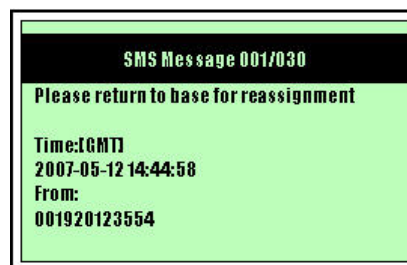 SMS Message 001/030
Please return to base for reassignment
Time:[GMT]
2007-05-12 14:44:58
From:
001920123554